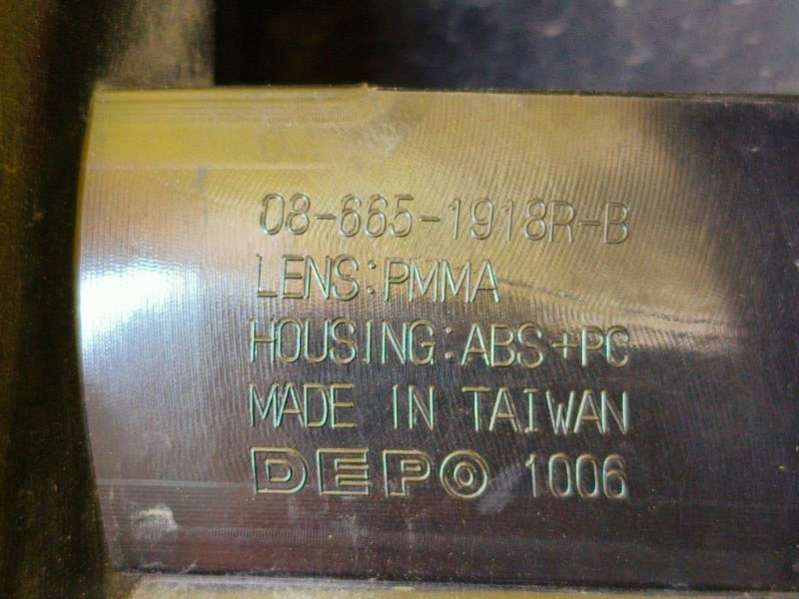 08-665-1918R-B
LENS:PMMA
HOUSING:ABS+PC
MADE IN TAIWAN
DEPO 1006